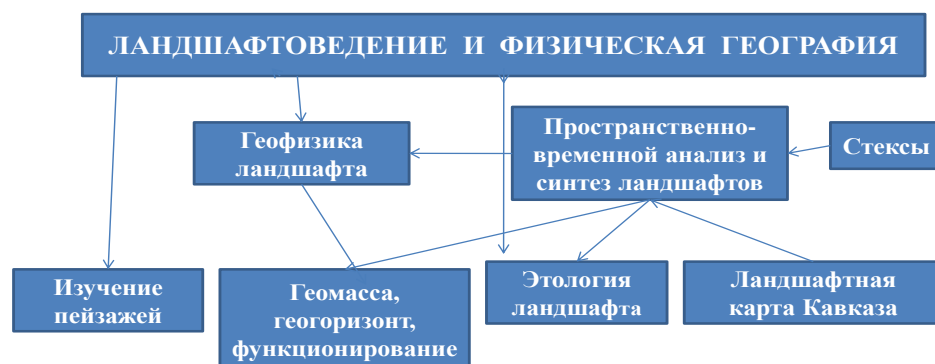 ЛАНДШАФТОВЕДЕНИЕ И ФИЗИЧЕСКАЯ ГЕОГРАФИЯ
Геофизика
ландшафта
Пространственно-
временной анализ и
синтез ландшафтов
Стексы
Изучение
пейзажей
Геомасса,
геогоризонт,
функционирование
Этология
ландшафта
Ландшафтная
карта Кавказа